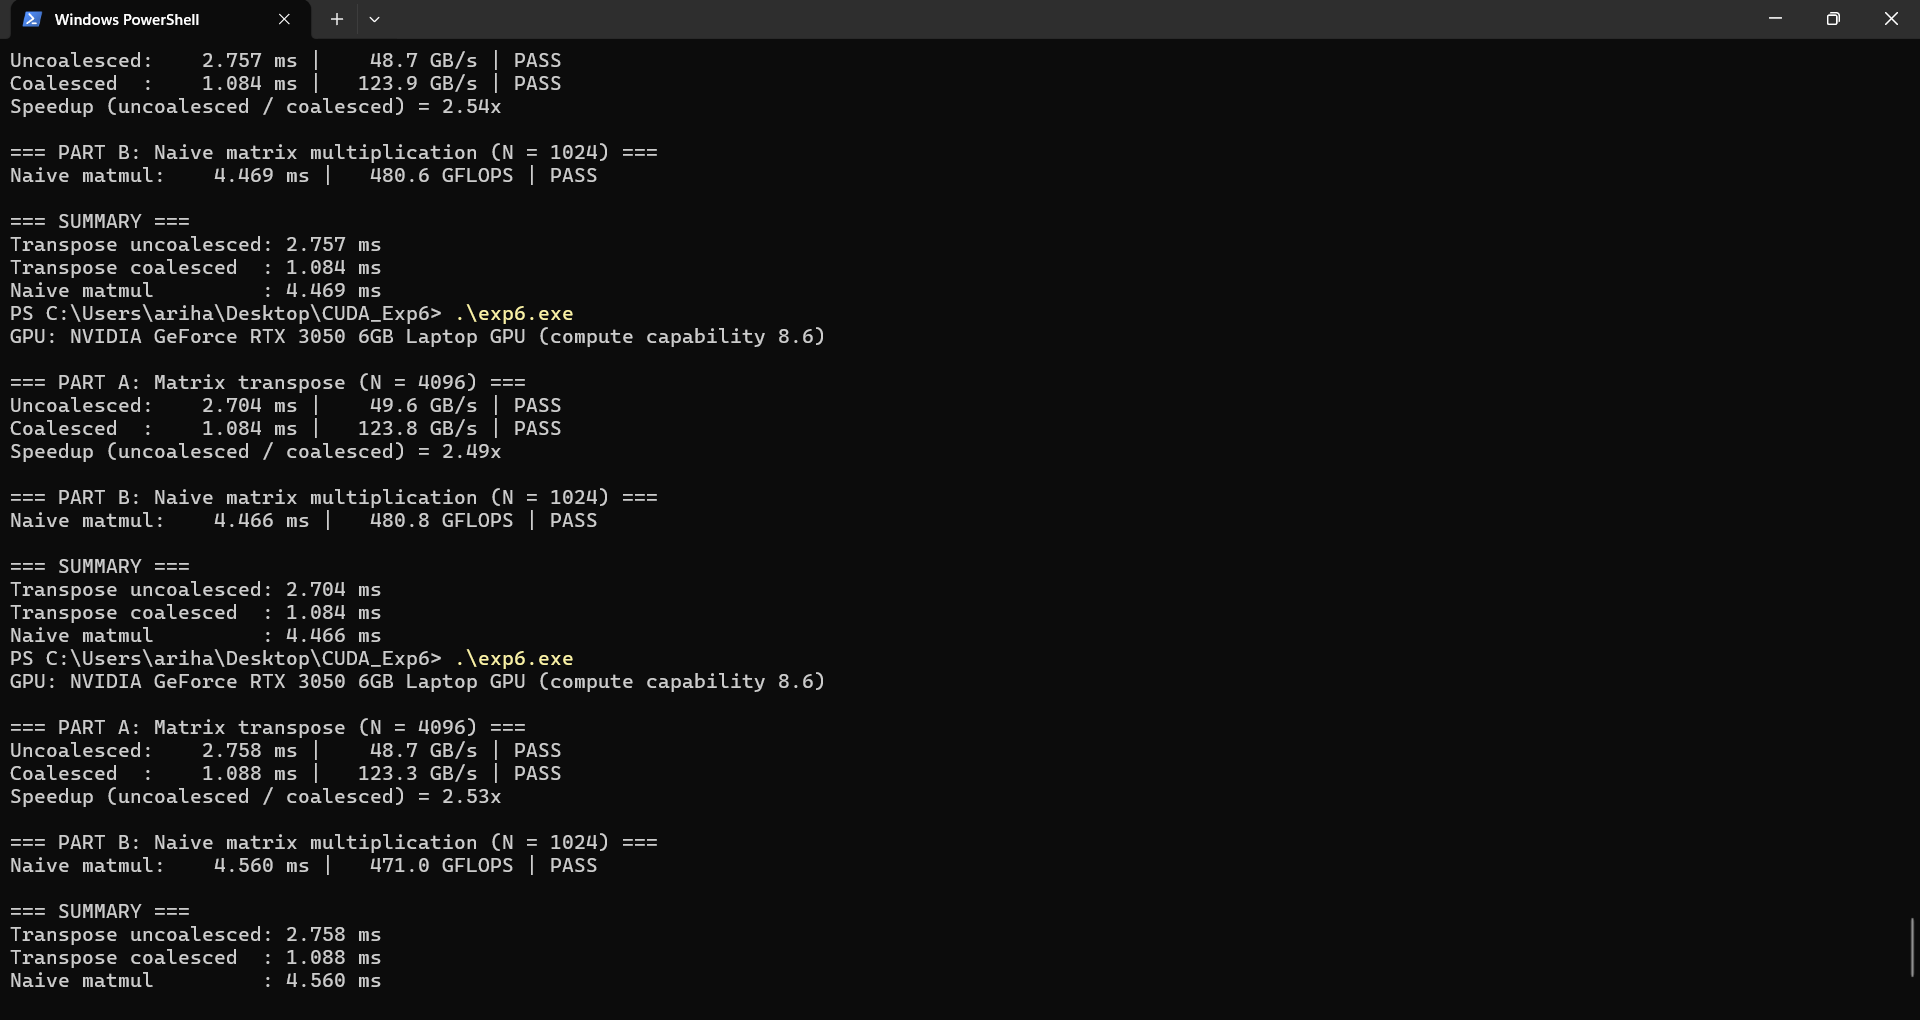 Windows PowerShell
Uncoalesced:    2.757 ms |    48.7 GB/s | PASS
Coalesced  :    1.084 ms |   123.9 GB/s | PASS
Speedup (uncoalesced / coalesced) = 2.54x

=== PART B: Naive matrix multiplication (N = 1024) ===
Naive matmul:    4.469 ms |   480.6 GFLOPS | PASS

=== SUMMARY ===
Transpose uncoalesced: 2.757 ms
Transpose coalesced  : 1.084 ms
Naive matmul         : 4.469 ms
PS C:\Users\ariha\Desktop\CUDA_Exp6> .\exp6.exe
GPU: NVIDIA GeForce RTX 3050 6GB Laptop GPU (compute capability 8.6)

=== PART A: Matrix transpose (N = 4096) ===
Uncoalesced:    2.704 ms |    49.6 GB/s | PASS
Coalesced  :    1.084 ms |   123.8 GB/s | PASS
Speedup (uncoalesced / coalesced) = 2.49x

=== PART B: Naive matrix multiplication (N = 1024) ===
Naive matmul:    4.466 ms |   480.8 GFLOPS | PASS

=== SUMMARY ===
Transpose uncoalesced: 2.704 ms
Transpose coalesced  : 1.084 ms
Naive matmul         : 4.466 ms
PS C:\Users\ariha\Desktop\CUDA_Exp6> .\exp6.exe
GPU: NVIDIA GeForce RTX 3050 6GB Laptop GPU (compute capability 8.6)

=== PART A: Matrix transpose (N = 4096) ===
Uncoalesced:    2.758 ms |    48.7 GB/s | PASS
Coalesced  :    1.088 ms |   123.3 GB/s | PASS
Speedup (uncoalesced / coalesced) = 2.53x

=== PART B: Naive matrix multiplication (N = 1024) ===
Naive matmul:    4.560 ms |   471.0 GFLOPS | PASS

=== SUMMARY ===
Transpose uncoalesced: 2.758 ms
Transpose coalesced  : 1.088 ms
Naive matmul         : 4.560 ms